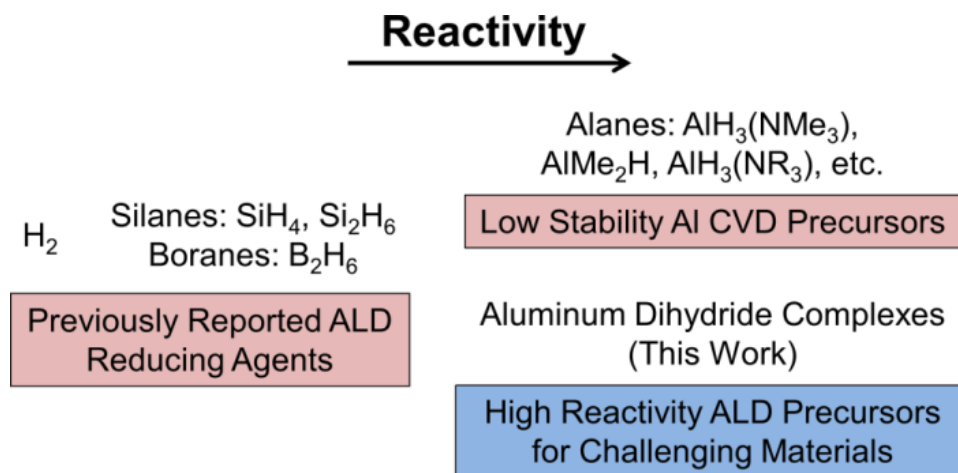 Reactivity
Alanes: AlH₃(NMe₃),
AlMe₂H, AlH₃(NR₃), etc.
Low Stability Al CVD Precursors
H₂
Silanes: SiH₄, Si₂H₆
Boranes: B₂H₆
Previously Reported ALD
Reducing Agents
Aluminum Dihydride Complexes
(This Work)
High Reactivity ALD Precursors
for Challenging Materials